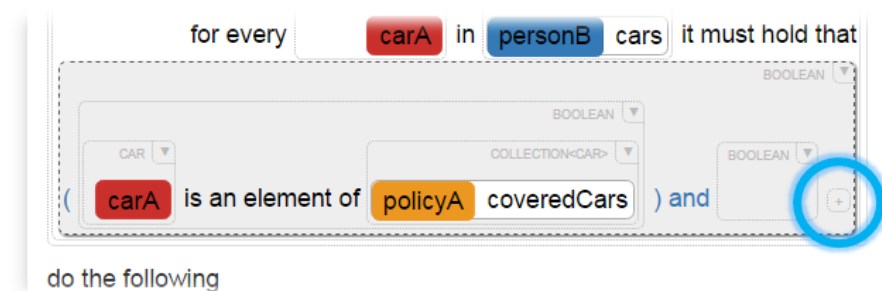 for every carA in personB cars it must hold that
BOOLEAN ▼
BOOLEAN ▼
CAR ▼ COLLECTION<CAR> ▼ BOOLEAN ▼
( carA is an element of policyA coveredCars ) and +
do the following